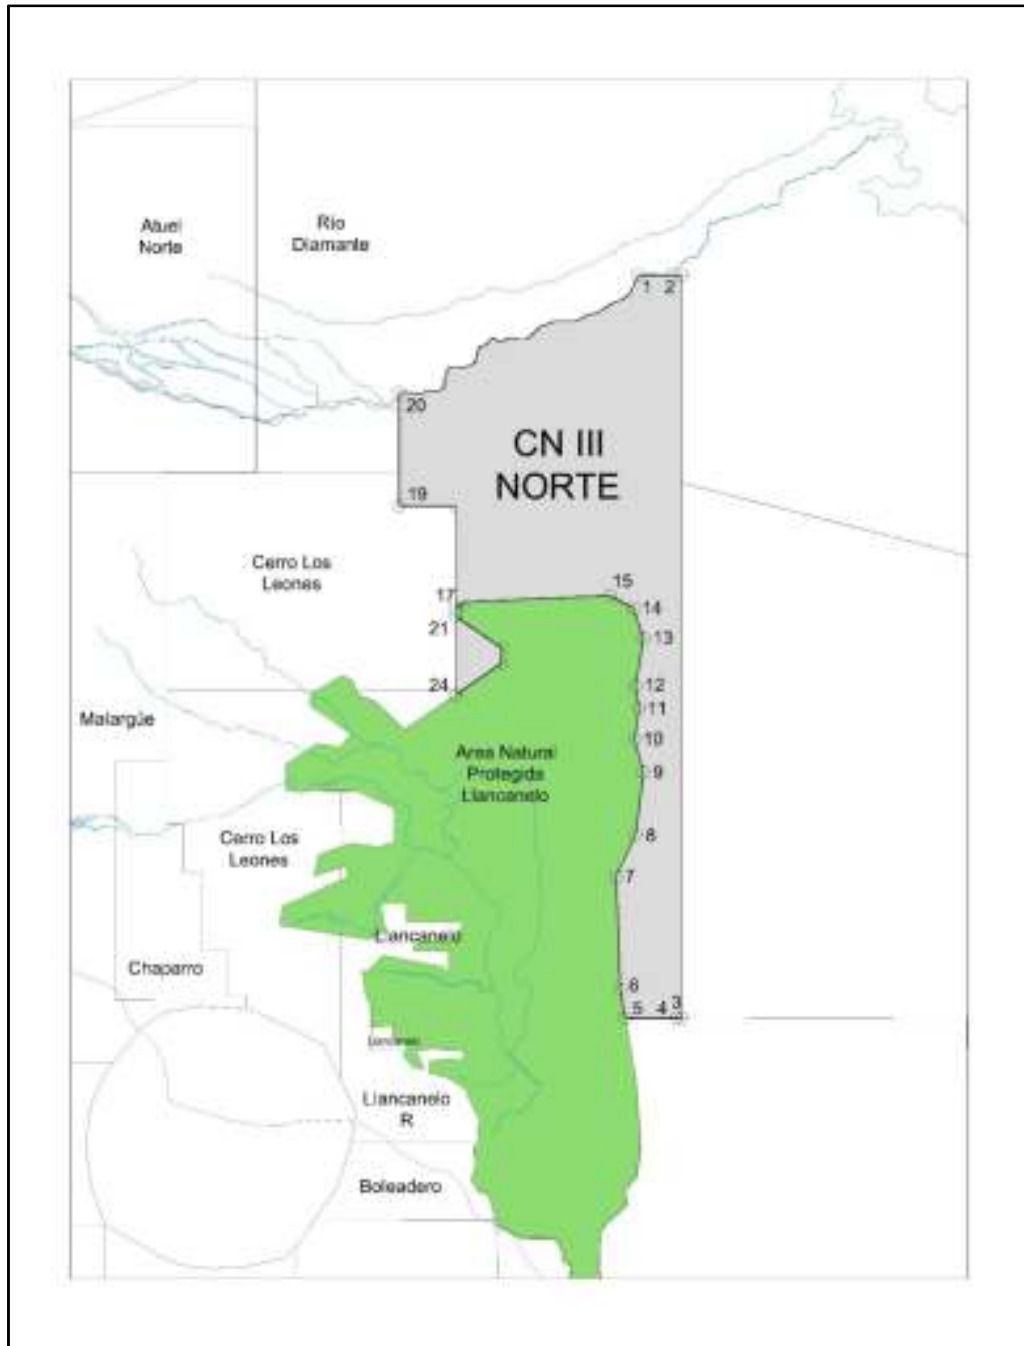 Atuel
Norte
Río
Diamante
1 2
20
CN III
NORTE
19
Cerro Los
Leones
15
17
14
21
13
24
12
11
Malargüe
10
Area Natural
Protegida
Llancanelo
9
8
Cerro Los
Leones
7
Llancanelo
Chaparro
6
5 4 3
Llancanelo
Llancanelo
R
Boleadero